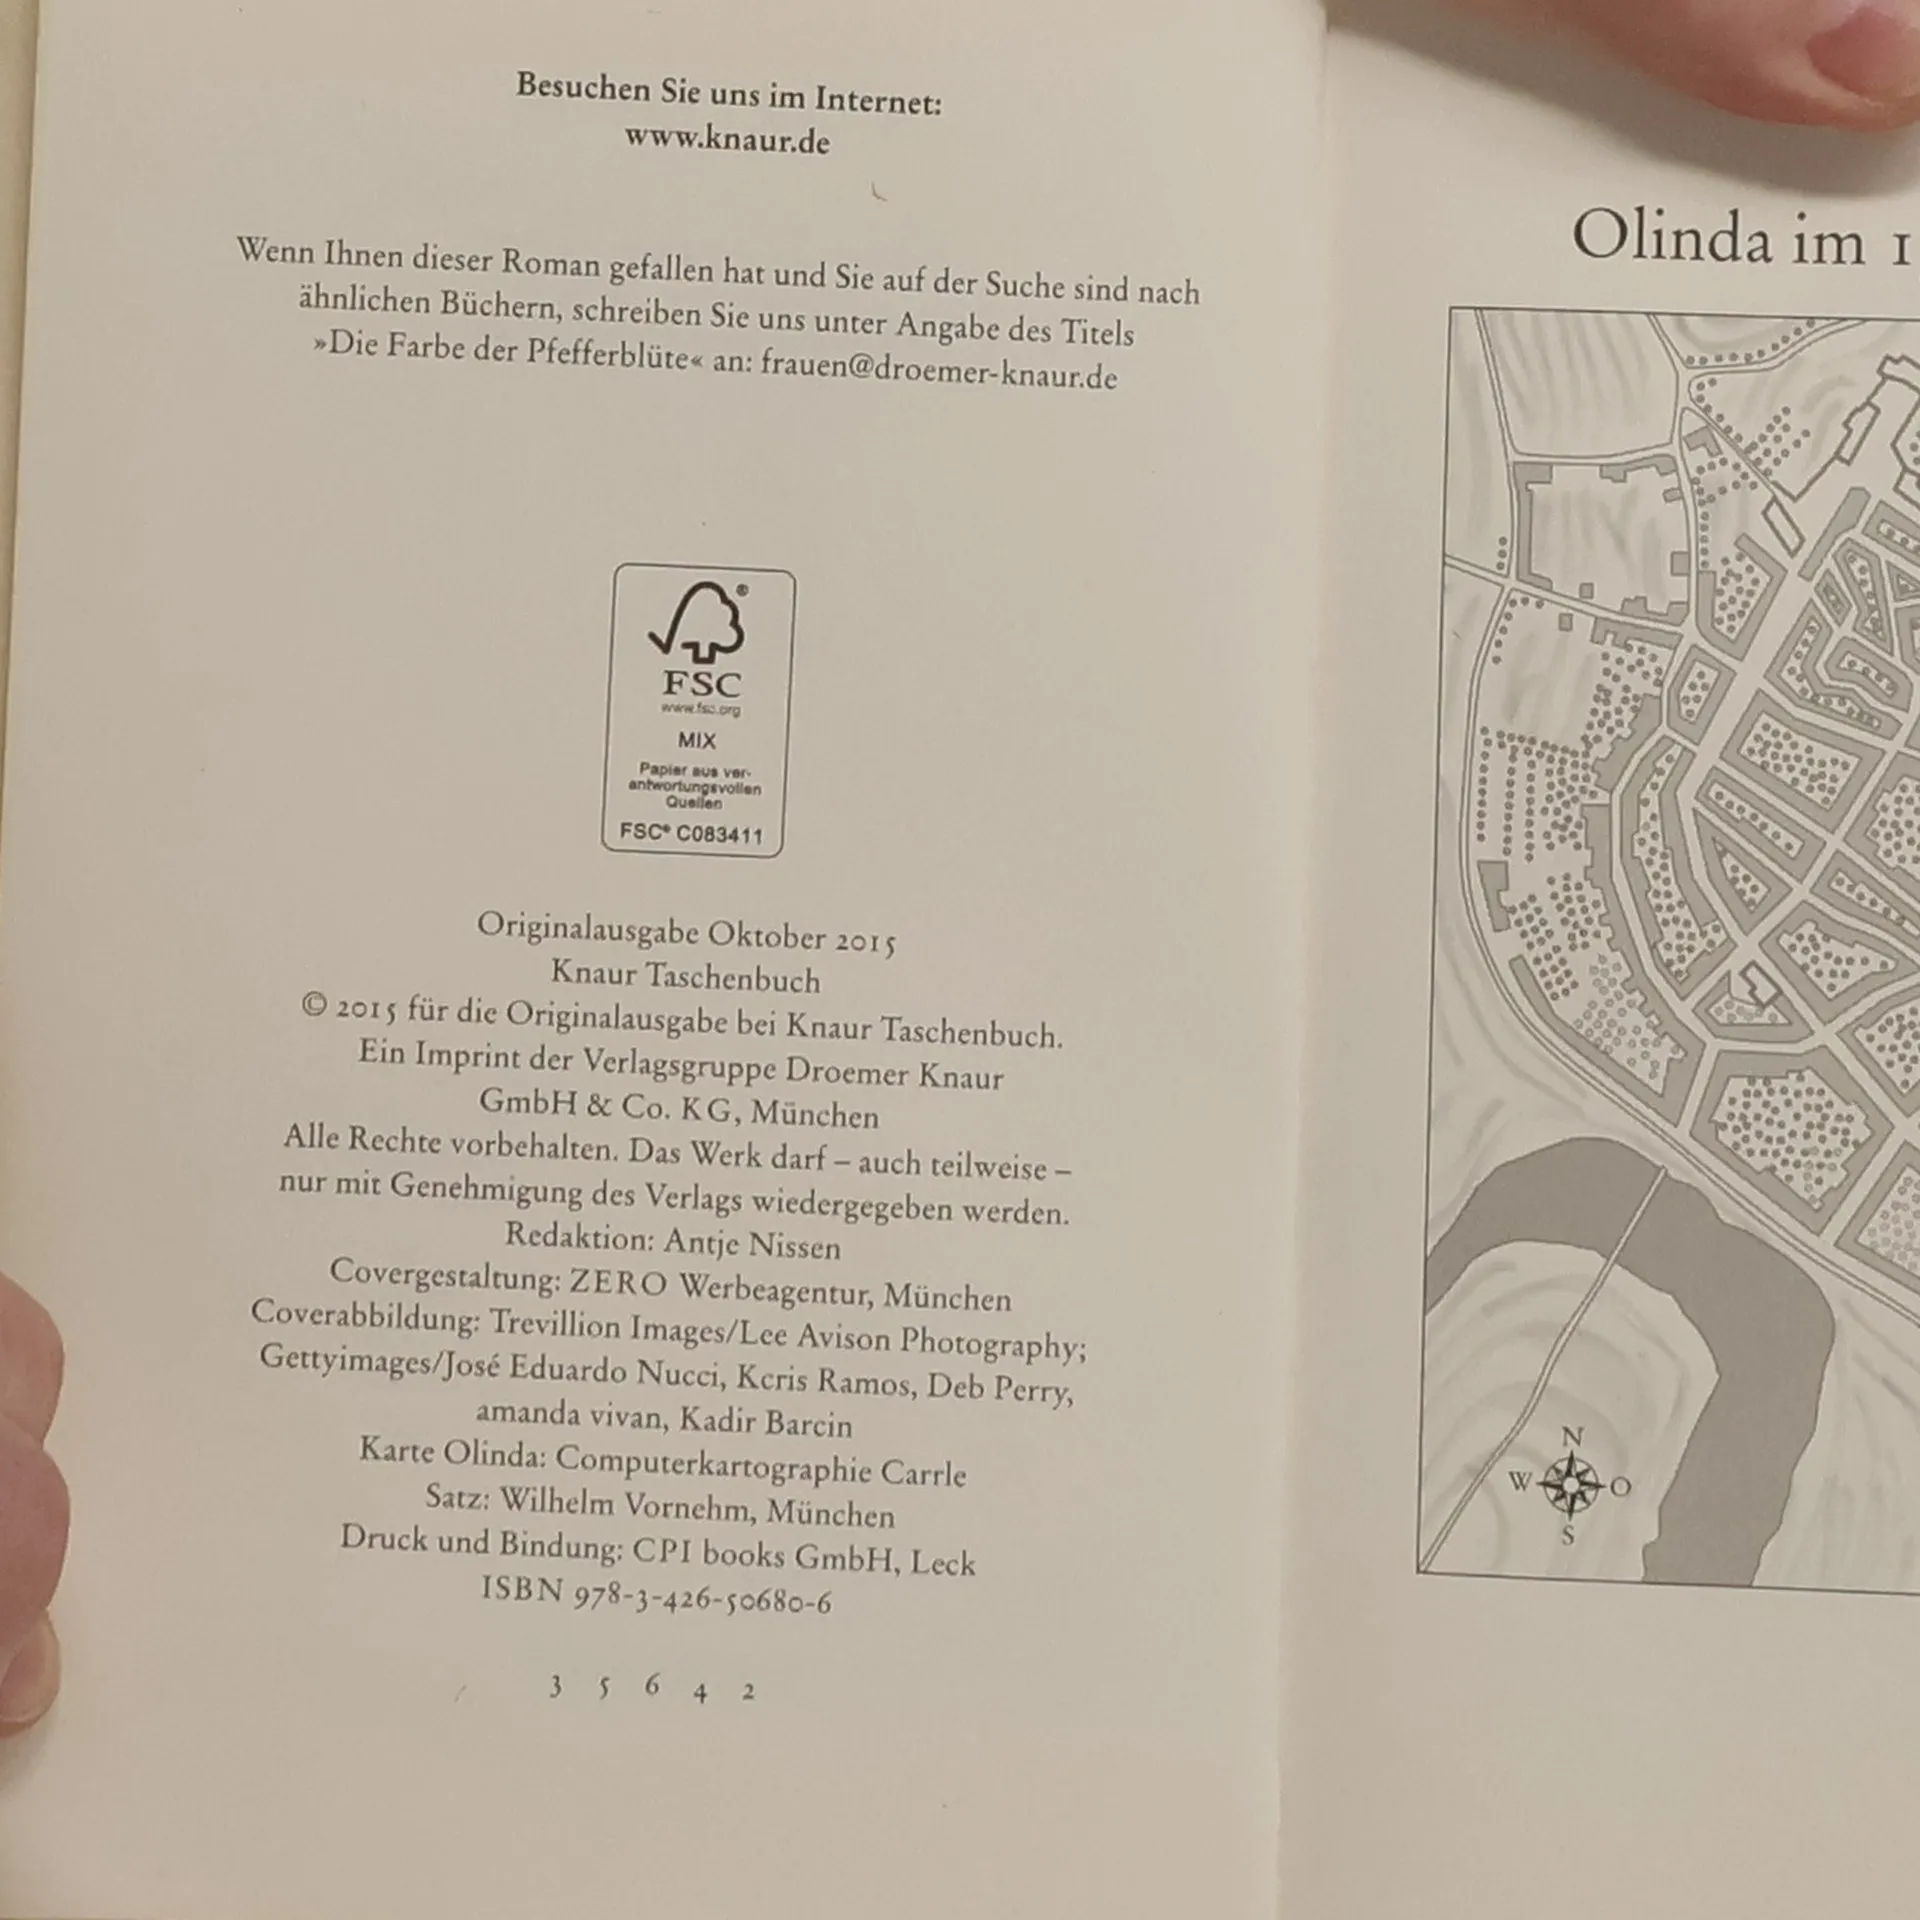 Besuchen Sie uns im Internet:
www.knaur.de
Wenn Ihnen dieser Roman gefallen hat und Sie auf der Suche sind nach
ähnlichen Büchern, schreiben Sie uns unter Angabe des Titels
»Die Farbe der Pfefferblüte« an: frauen@droemer-knaur.de
®
FSC
www.fsc.org
MIX
Papier aus ver-
antwortungsvollen
Quellen
FSC® C083411
Originalausgabe Oktober 2015
Knaur Taschenbuch
© 2015 für die Originalausgabe bei Knaur Taschenbuch.
Ein Imprint der Verlagsgruppe Droemer Knaur
GmbH & Co. KG, München
Alle Rechte vorbehalten. Das Werk darf – auch teilweise –
nur mit Genehmigung des Verlags wiedergegeben werden.
Redaktion: Antje Nissen
Covergestaltung: ZERO Werbeagentur, München
Coverabbildung: Trevillion Images/Lee Avison Photography;
Gettyimages/José Eduardo Nucci, Kcris Ramos, Deb Perry,
amanda vivan, Kadir Barcin
Karte Olinda: Computerkartographie Carrle
Satz: Wilhelm Vornehm, München
Druck und Bindung: CPI books GmbH, Leck
ISBN 978-3-426-50680-6
3 5 6 4 2
Olinda im 1
N
W O
S